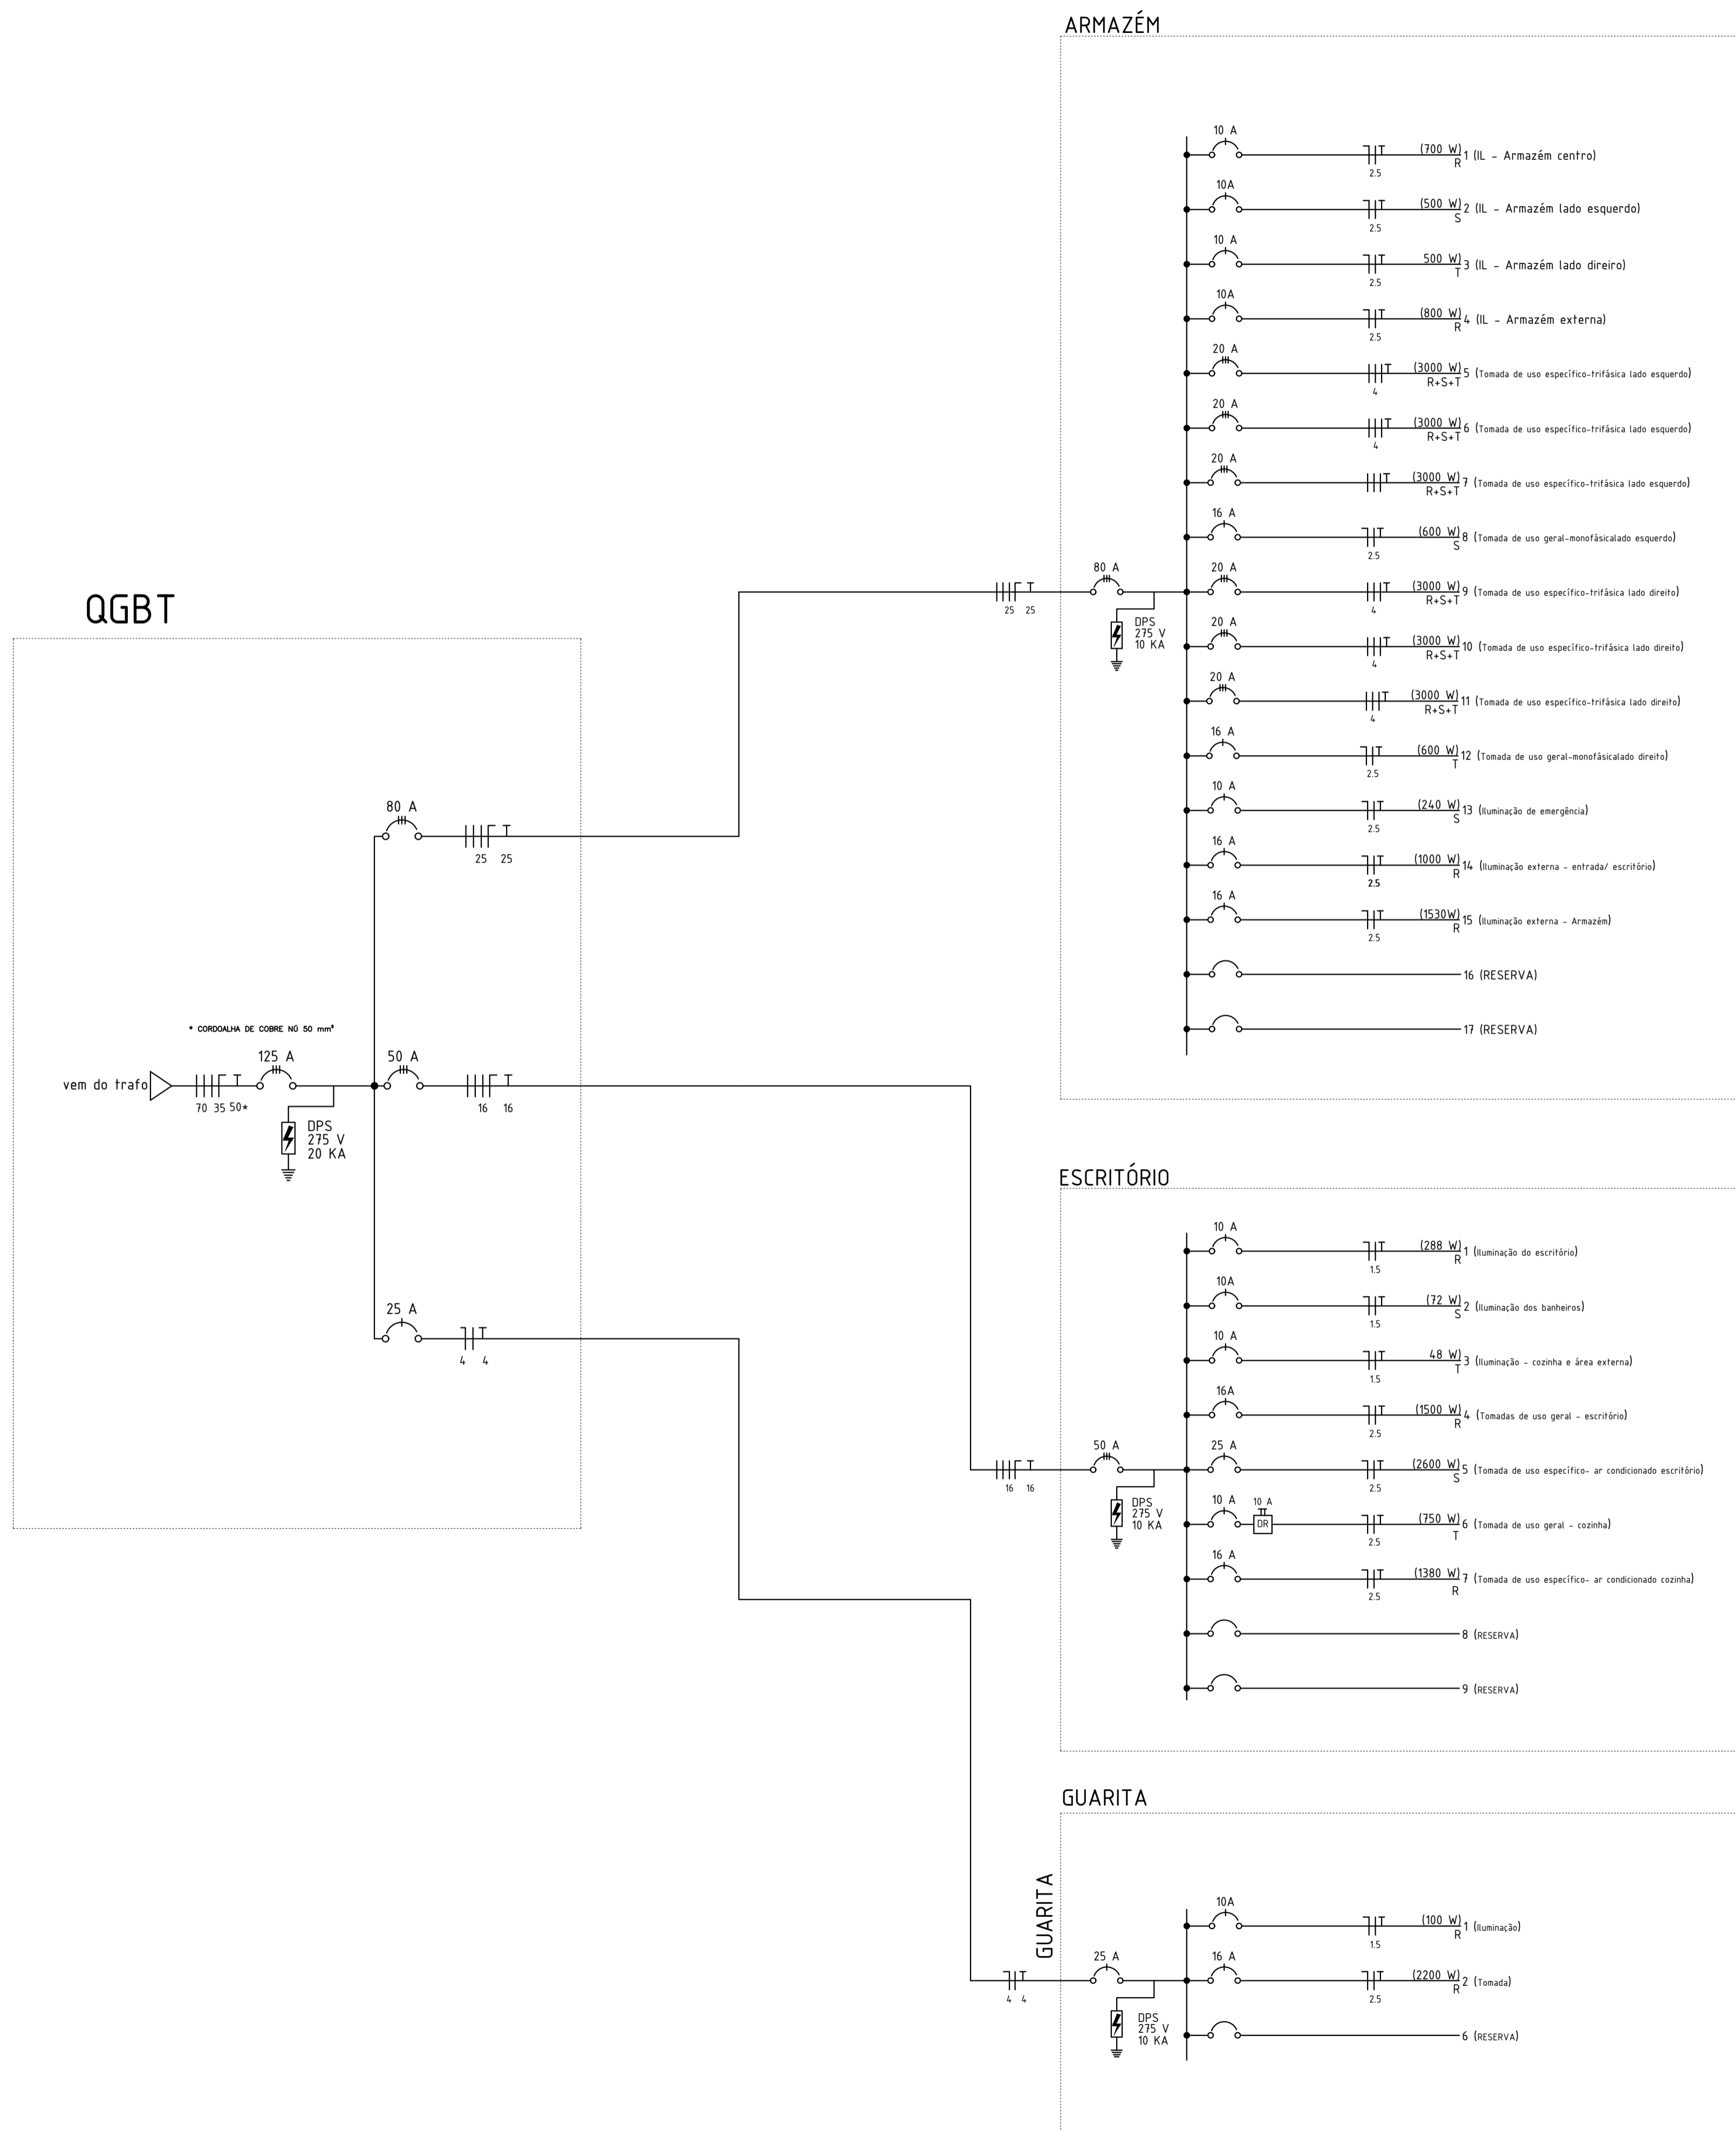 ARMAZÉM
10 A
(700 W) 1 (IL - Armazém centro)
R
2.5
10A
(500 W) 2 (IL - Armazém lado esquerdo)
S
2.5
10 A
500 W) 3 (IL - Armazém lado direiro)
T
2.5
10A
(800 W) 4 (IL - Armazém externa)
R
2.5
20 A
(3000 W) 5 (Tomada de uso específico-trifásica lado esquerdo)
R+S+T
4
20 A
(3000 W) 6 (Tomada de uso específico-trifásica lado esquerdo)
R+S+T
4
20 A
(3000 W) 7 (Tomada de uso específico-trifásica lado esquerdo)
R+S+T
16 A
(600 W) 8 (Tomada de uso geral-monofásicalado esquerdo)
S
2.5
80 A
20 A
25 25
(3000 W) 9 (Tomada de uso específico-trifásica lado direito)
R+S+T
4
DPS
275 V
10 KA
20 A
(3000 W) 10 (Tomada de uso específico-trifásica lado direito)
R+S+T
4
20 A
(3000 W) 11 (Tomada de uso específico-trifásica lado direito)
R+S+T
4
16 A
(600 W) 12 (Tomada de uso geral-monofásicalado direito)
T
2.5
10 A
(240 W) 13 (Iluminação de emergência)
S
2.5
16 A
(1000 W) 14 (Iluminação externa - entrada/ escritório)
R
2.5
16 A
(1530W) 15 (Iluminação externa - Armazém)
R
2.5
16 (RESERVA)
17 (RESERVA)
QGBT
80 A
25 25
* CORDOALHA DE COBRE NÚ 50 mm²
125 A
50 A
vem do trafo
70 35 50*
16 16
DPS
275 V
20 KA
25 A
4 4
ESCRITÓRIO
10 A
(288 W) 1 (Iluminação do escritório)
R
1.5
10A
(72 W) 2 (Iluminação dos banheiros)
S
1.5
10 A
48 W) 3 (Iluminação - cozinha e área externa)
T
1.5
16A
(1500 W) 4 (Tomadas de uso geral - escritório)
R
2.5
50 A
25 A
16 16
(2600 W) 5 (Tomada de uso específico- ar condicionado escritório)
S
2.5
DPS
275 V
10 KA
10 A
10 A
DR
(750 W) 6 (Tomada de uso geral - cozinha)
T
2.5
16 A
(1380 W) 7 (Tomada de uso específico- ar condicionado cozinha)
R
2.5
8 (RESERVA)
9 (RESERVA)
GUARITA
GUARITA
10A
(100 W) 1 (Iluminação)
R
1.5
25 A
16 A
4 4
(2200 W) 2 (Tomada)
R
2.5
DPS
275 V
10 KA
6 (RESERVA)